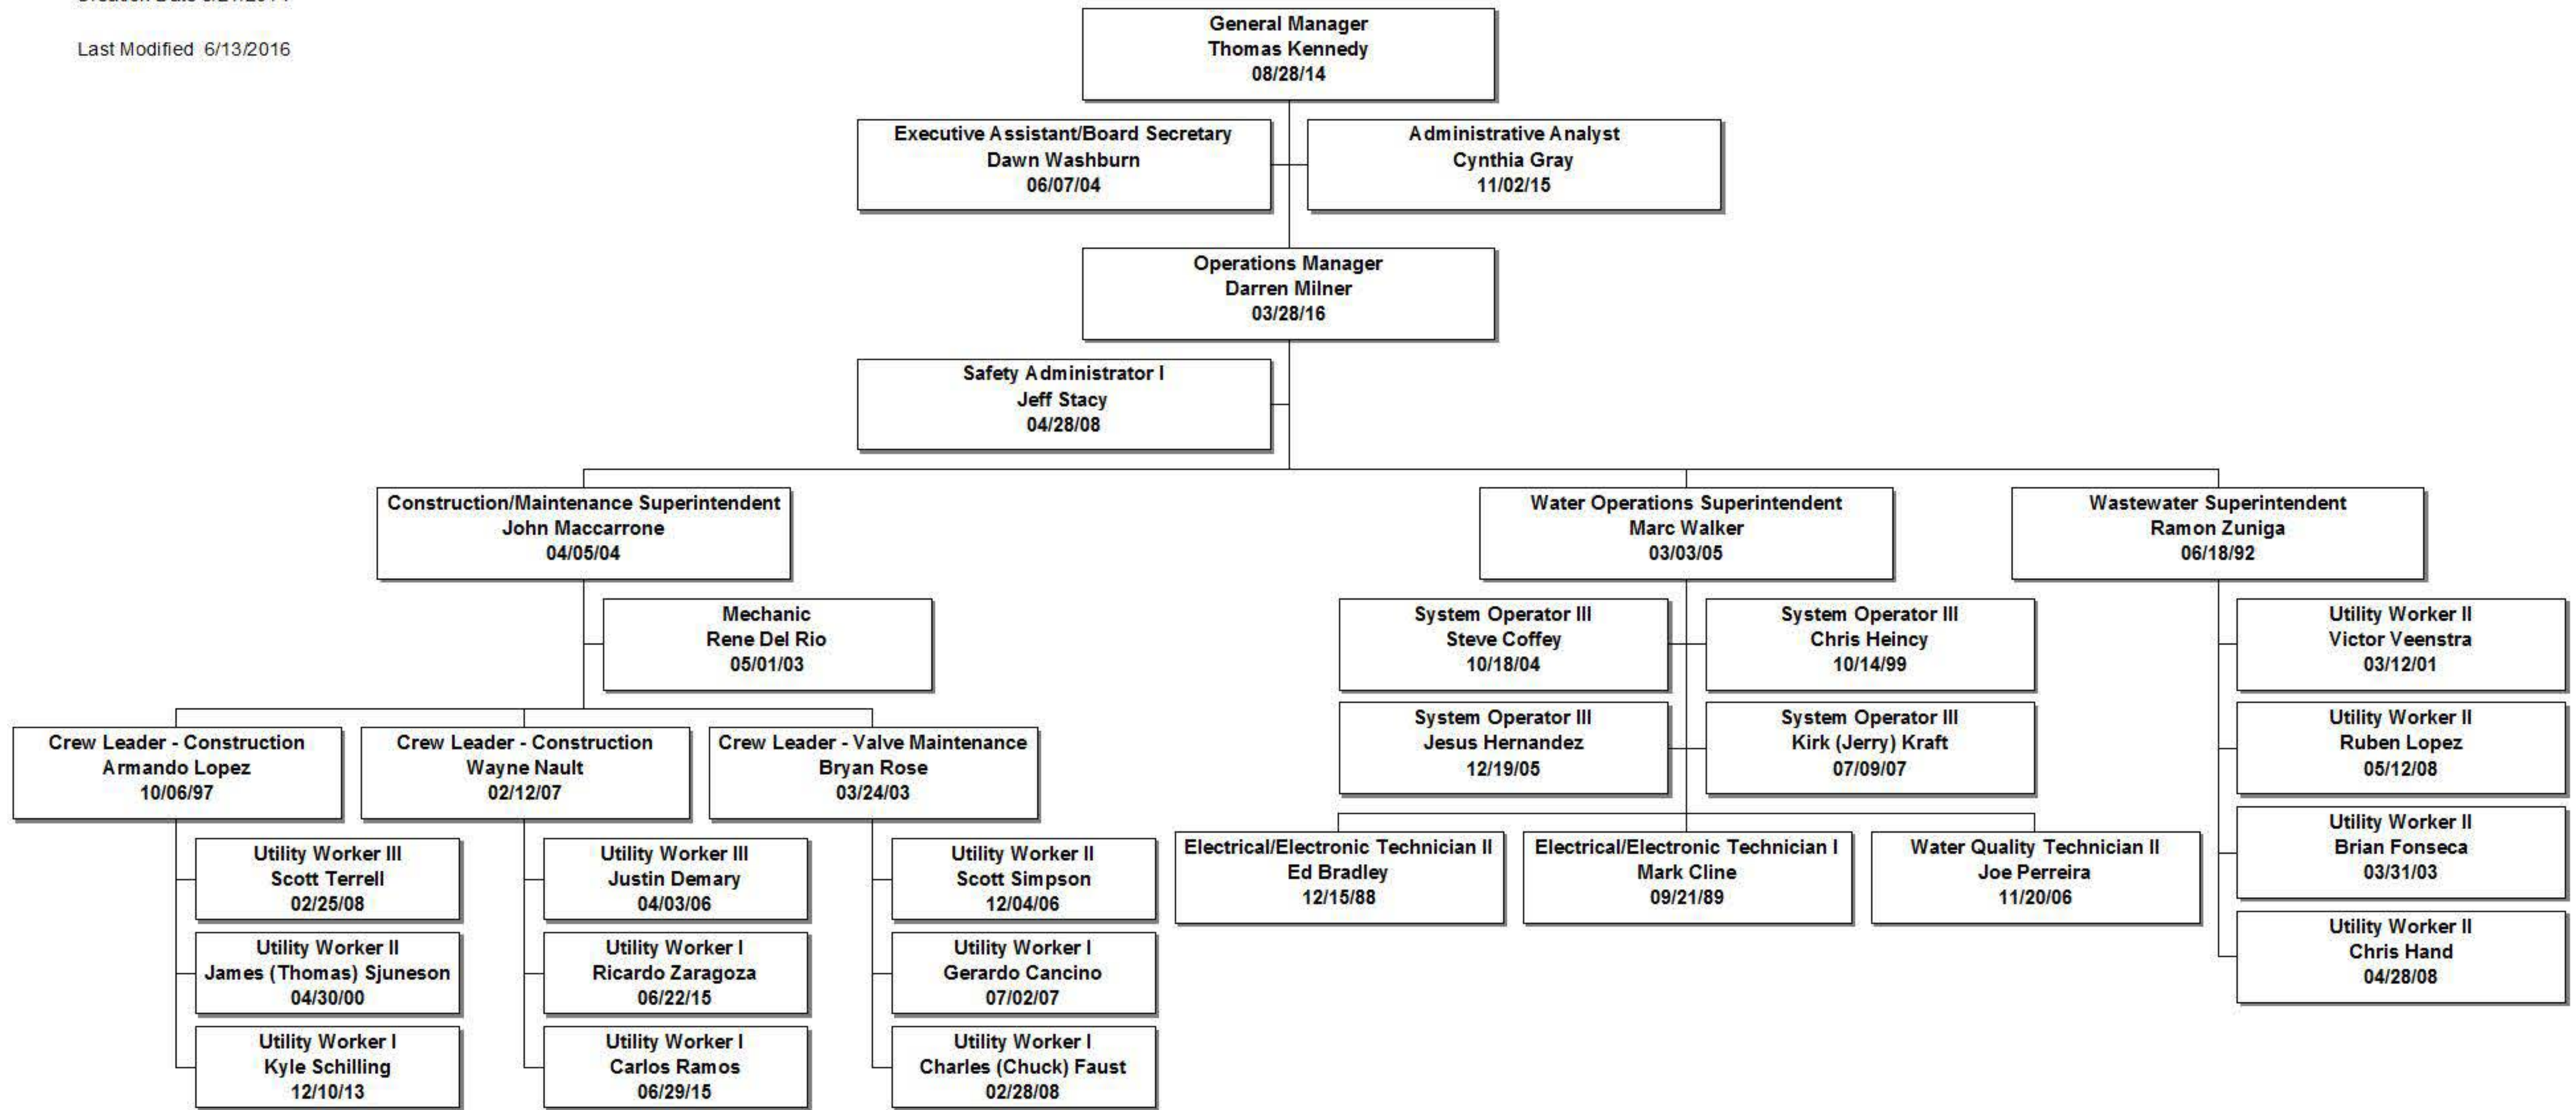 Last Modified 6/13/2016
General Manager
Thomas Kennedy
08/28/14
Executive Assistant/Board Secretary
Dawn Washburn
06/07/04
Administrative Analyst
Cynthia Gray
11/02/15
Operations Manager
Darren Milner
03/28/16
Safety Administrator I
Jeff Stacy
04/28/08
Construction/Maintenance Superintendent
John Maccarrone
04/05/04
Water Operations Superintendent
Marc Walker
03/03/05
Wastewater Superintendent
Ramon Zuniga
06/18/92
Mechanic
Rene Del Rio
05/01/03
System Operator III
Steve Coffey
10/18/04
System Operator III
Chris Heincy
10/14/99
Utility Worker II
Victor Veenstra
03/12/01
System Operator III
Jesus Hernandez
12/19/05
System Operator III
Kirk (Jerry) Kraft
07/09/07
Utility Worker II
Ruben Lopez
05/12/08
Crew Leader - Construction
Armando Lopez
10/06/97
Crew Leader - Construction
Wayne Nault
02/12/07
Crew Leader - Valve Maintenance
Bryan Rose
03/24/03
Electrical/Electronic Technician II
Ed Bradley
12/15/88
Electrical/Electronic Technician I
Mark Cline
09/21/89
Water Quality Technician II
Joe Perreira
11/20/06
Utility Worker II
Brian Fonseca
03/31/03
Utility Worker II
Chris Hand
04/28/08
Utility Worker III
Scott Terrell
02/25/08
Utility Worker III
Justin Demary
04/03/06
Utility Worker II
Scott Simpson
12/04/06
Utility Worker II
James (Thomas) Sjuneson
04/30/00
Utility Worker I
Ricardo Zaragoza
06/22/15
Utility Worker I
Gerardo Cancino
07/02/07
Utility Worker I
Kyle Schilling
12/10/13
Utility Worker I
Carlos Ramos
06/29/15
Utility Worker I
Charles (Chuck) Faust
02/28/08